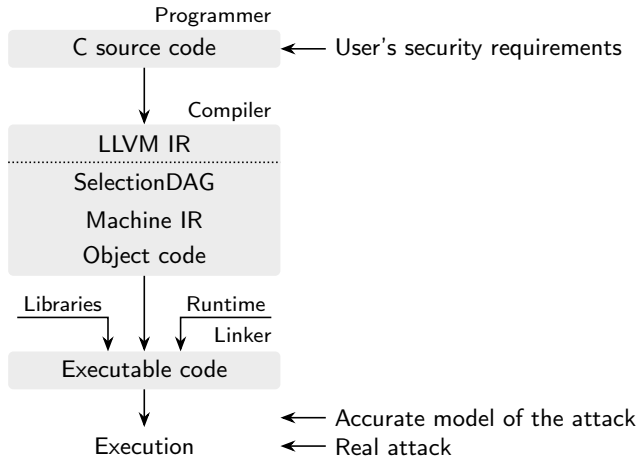 Programmer
C source code
User's security requirements
Compiler
LLVM IR
SelectionDAG
Machine IR
Object code
Libraries
Runtime
Linker
Executable code
Accurate model of the attack
Execution
Real attack